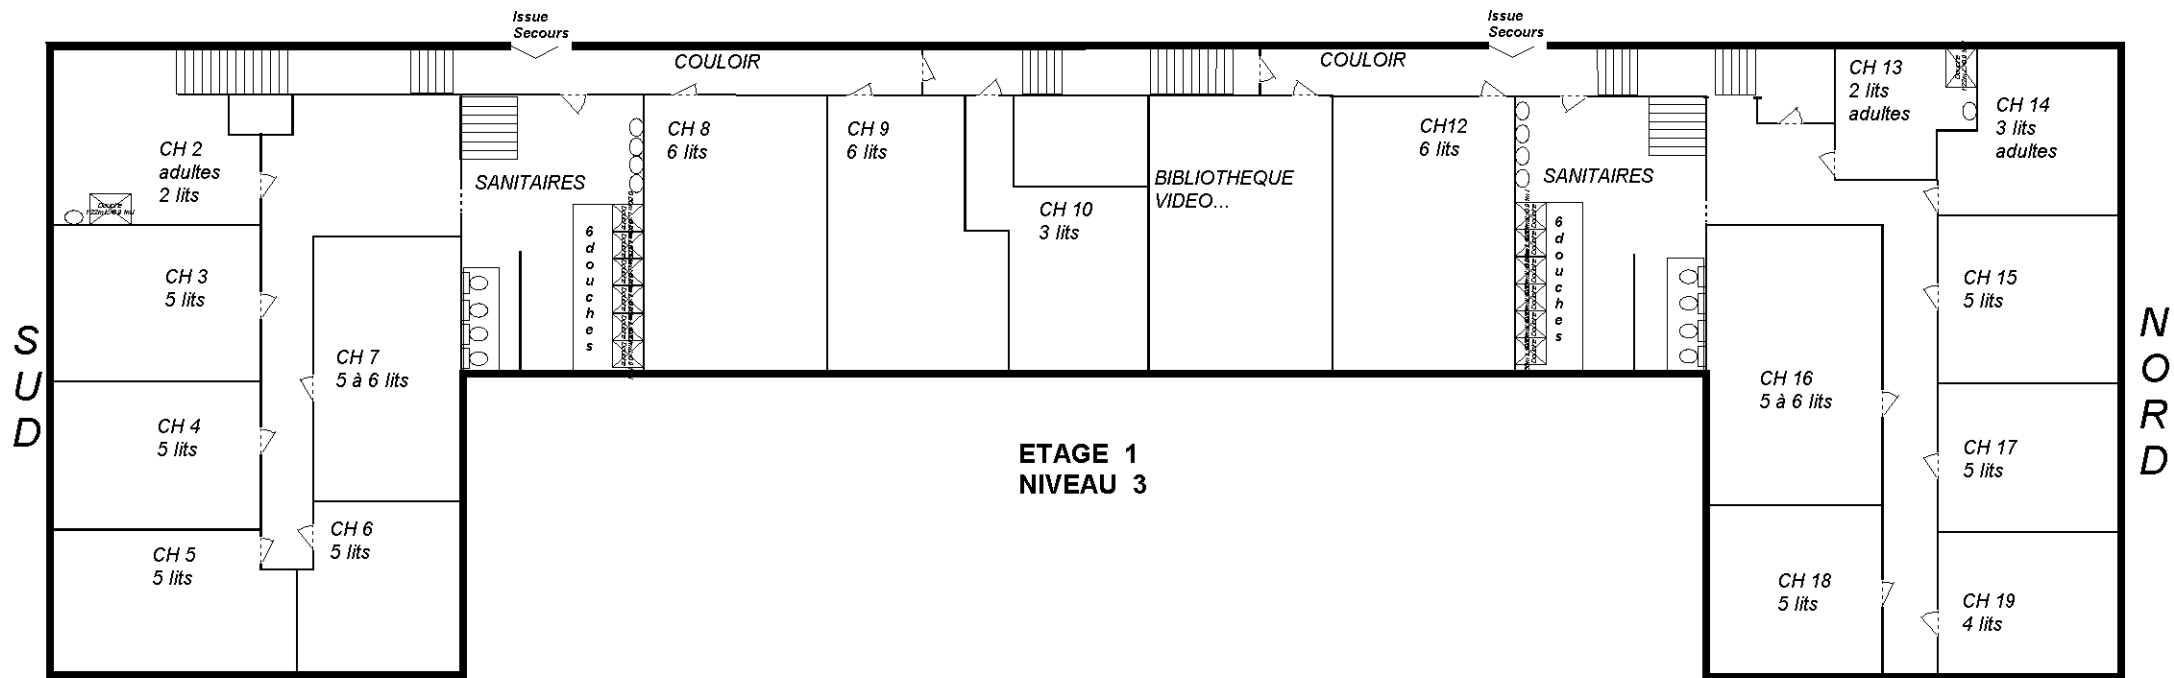 Issue
Secours
Issue
Secours
COULOIR
COULOIR
CH 2
adultes
2 lits
CH 3
5 lits
CH 4
5 lits
CH 5
5 lits
CH 6
5 lits
CH 7
5 à 6 lits
SANITAIRES
6
d
o
u
c
h
e
s
CH 8
6 lits
CH 9
6 lits
CH 10
3 lits
BIBLIOTHEQUE
VIDEO...
CH12
6 lits
SANITAIRES
6
d
o
u
c
h
e
s
CH 13
2 lits
adultes
CH 14
3 lits
adultes
CH 15
5 lits
CH 16
5 à 6 lits
CH 17
5 lits
CH 18
5 lits
CH 19
4 lits
S
U
D
N
O
R
D
ETAGE 1
NIVEAU 3